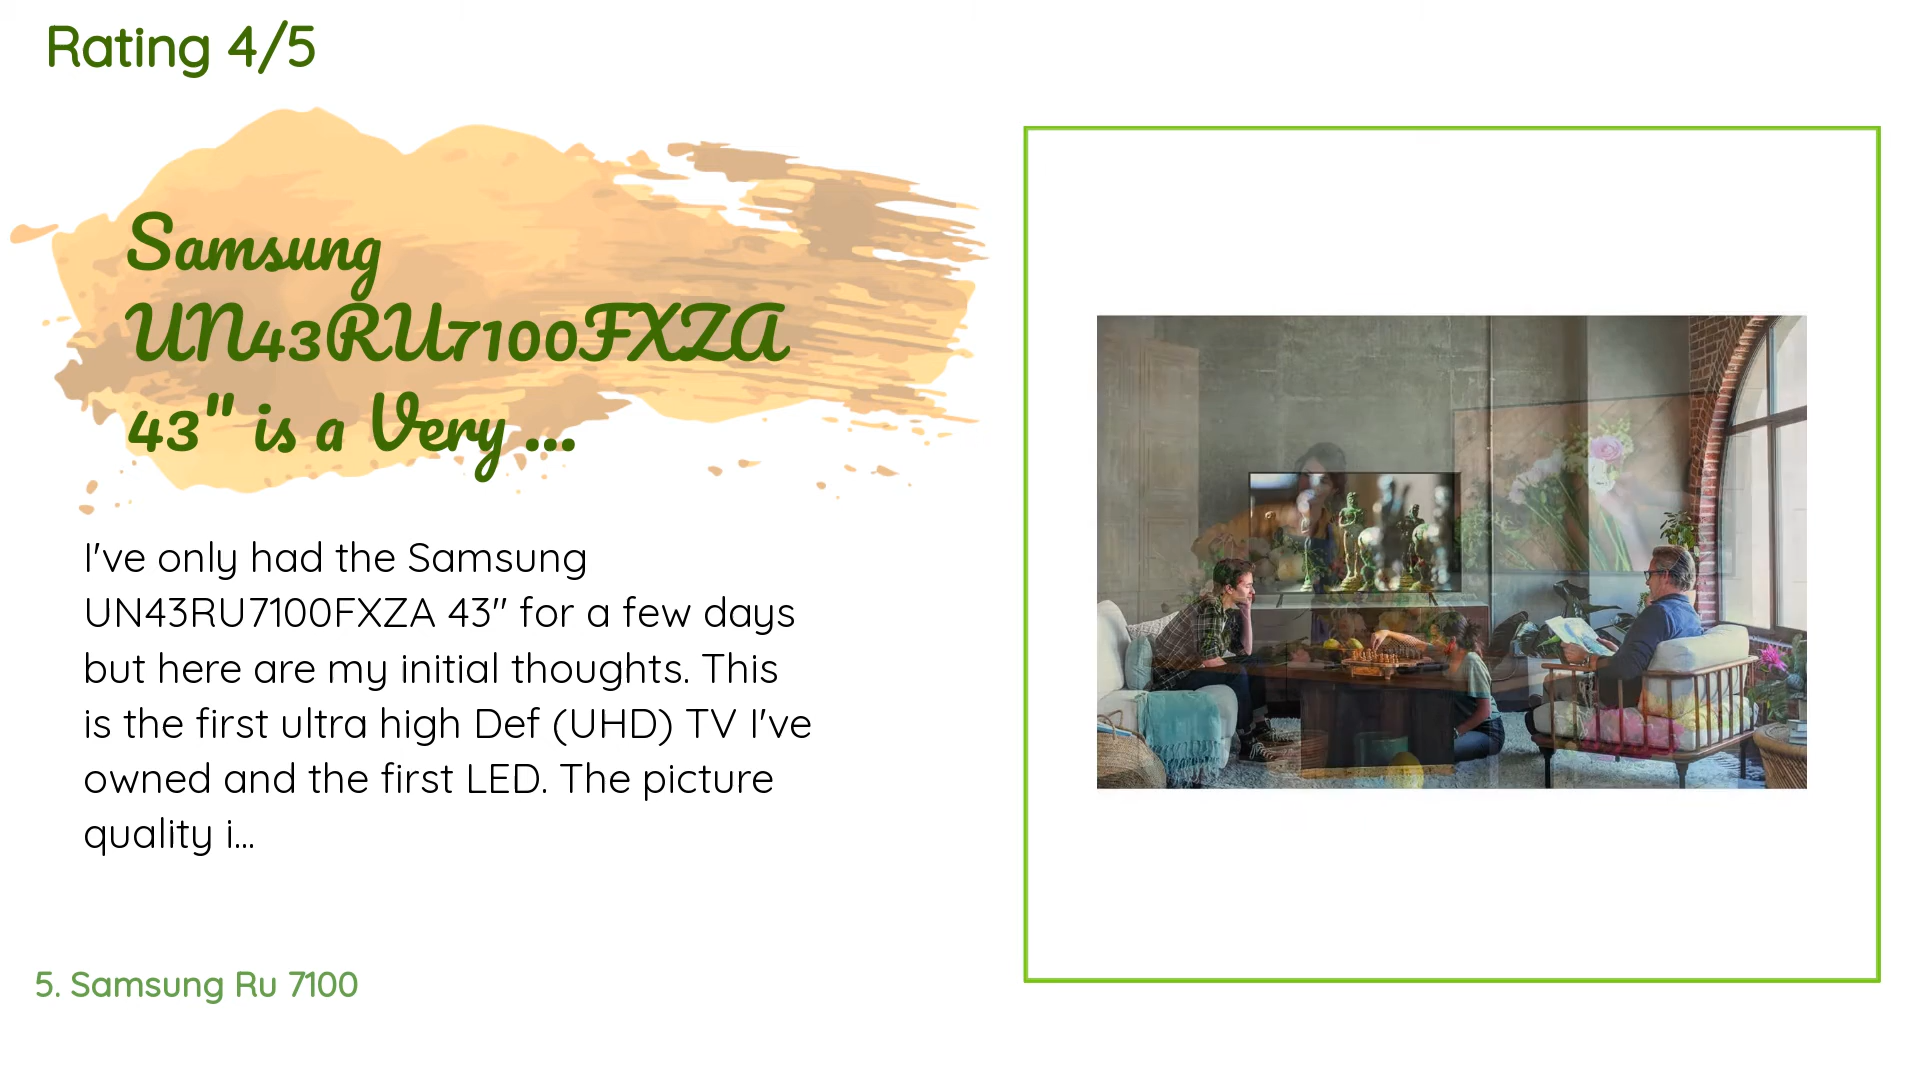 Rating 4/5
Samsung
UN43RU7100FXZA
43" is a Very ...
I've only had the Samsung
UN43RU7100FXZA 43" for a few days
but here are my initial thoughts. This
is the first ultra high Def (UHD) TV I've
owned and the first LED. The picture
quality i...
5. Samsung Ru 7100